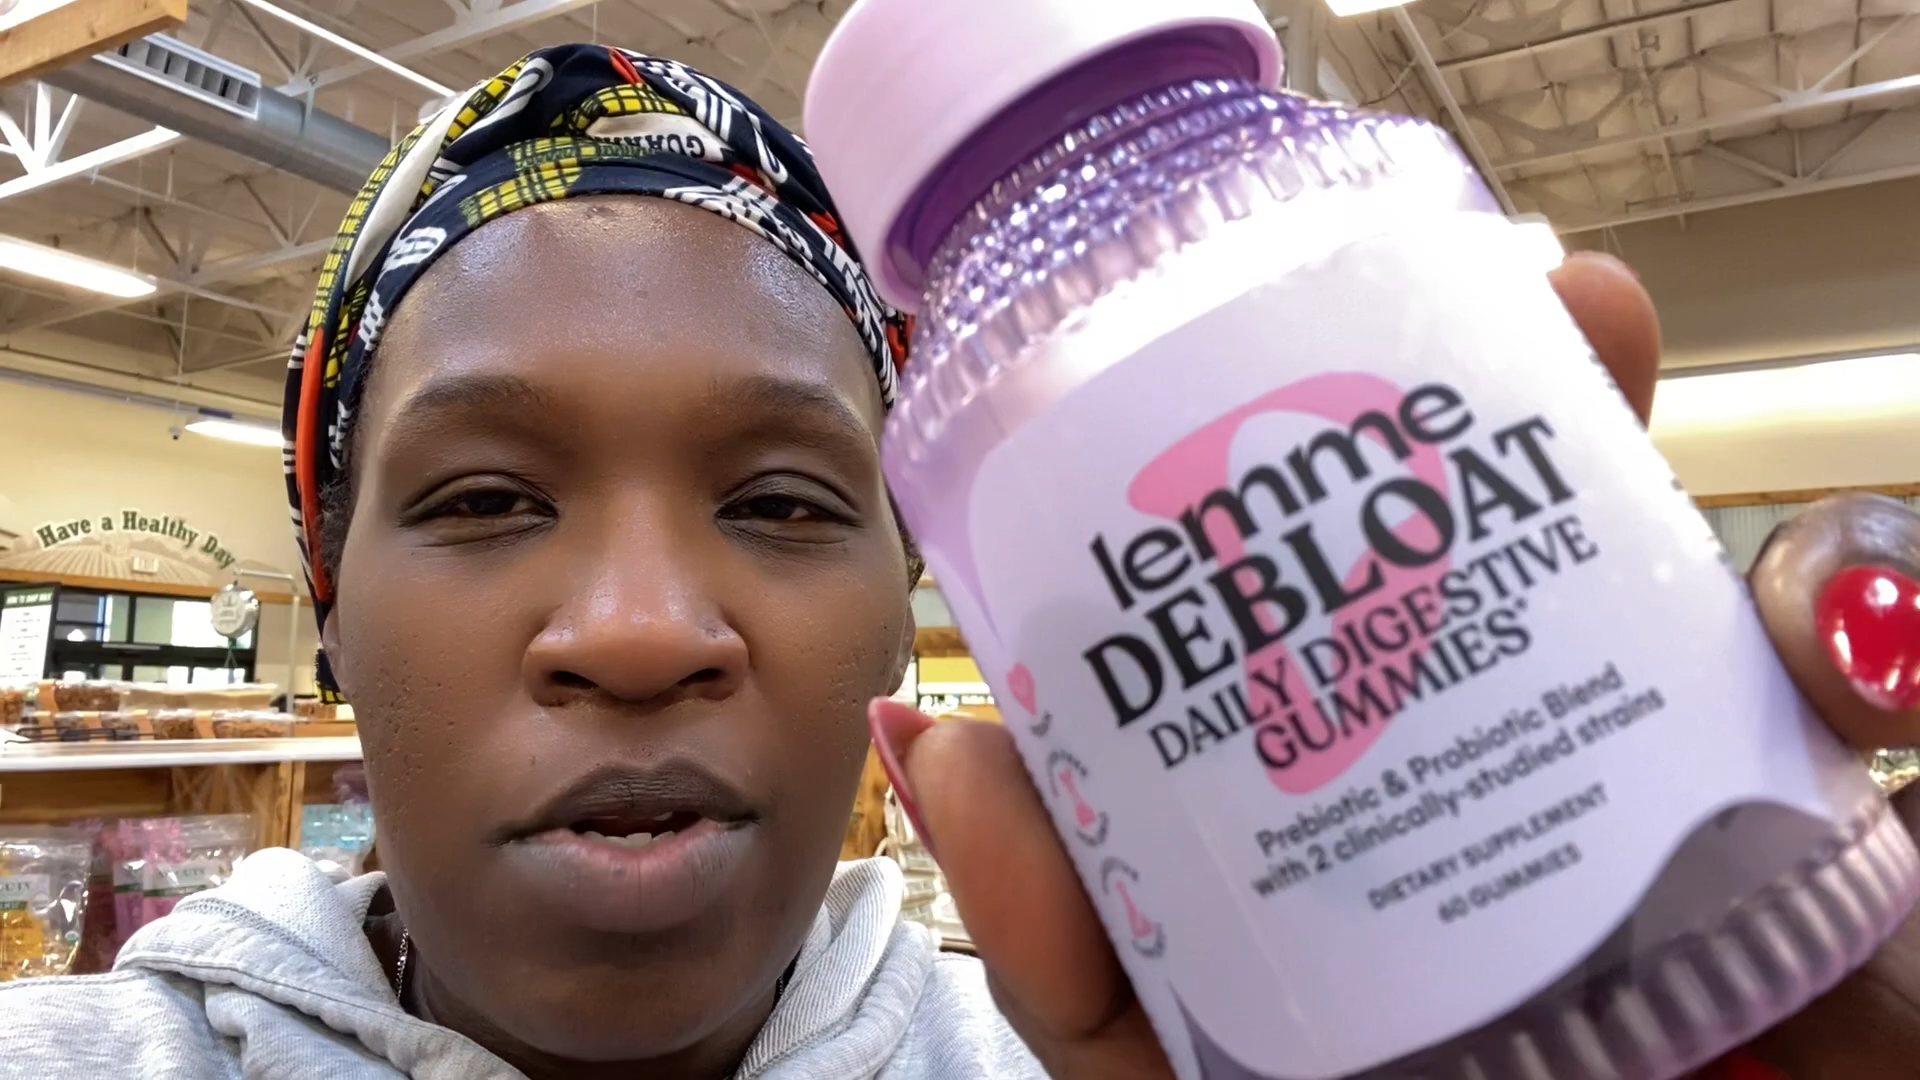 Have a Healthy Day
lemme
DEBLOAT
DAILY DIGESTIVE
GUMMIES*
Prebiotic & Probiotic Blend
with 2 clinically-studied strains
DIETARY SUPPLEMENT
60 GUMMIES